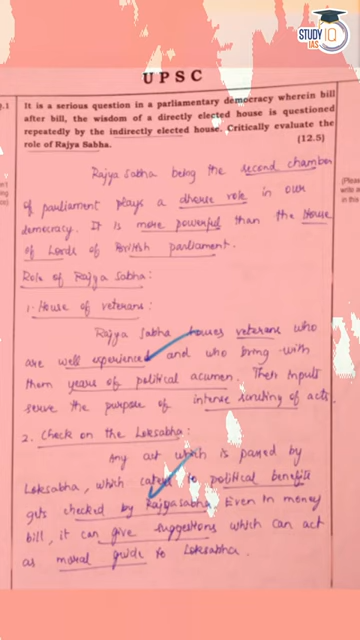 STUDY IQ
IAS
UPSC
.1 It is a serious question in a parliamentary democracy wherein bill
after bill, the wisdom of a directly elected house is questioned
repeatedly by the indirectly elected house. Critically evaluate the
role of Rajya Sabha. (12.5)
Rajya Sabha being the second chamber
of parliament plays a diverse role in our
democracy. It is more powerful than the House
of Lords of British parliament.
Role of Rajya Sabha:
1. House of veterans:
Rajya Sabha houses veterans who
are well experienced and who bring with
them years of political acumen. Their Inputs
serve the purpose of intense scrutiny of acts.
2. Check on the Loksabha:
Any act which is passed by
Loksabha, which to political benefits
gets checked by Rajyasabha. Even in money
bill, it can give suggestions which can act
as moral guide to Loksabha.
(Pleas
write a
in this